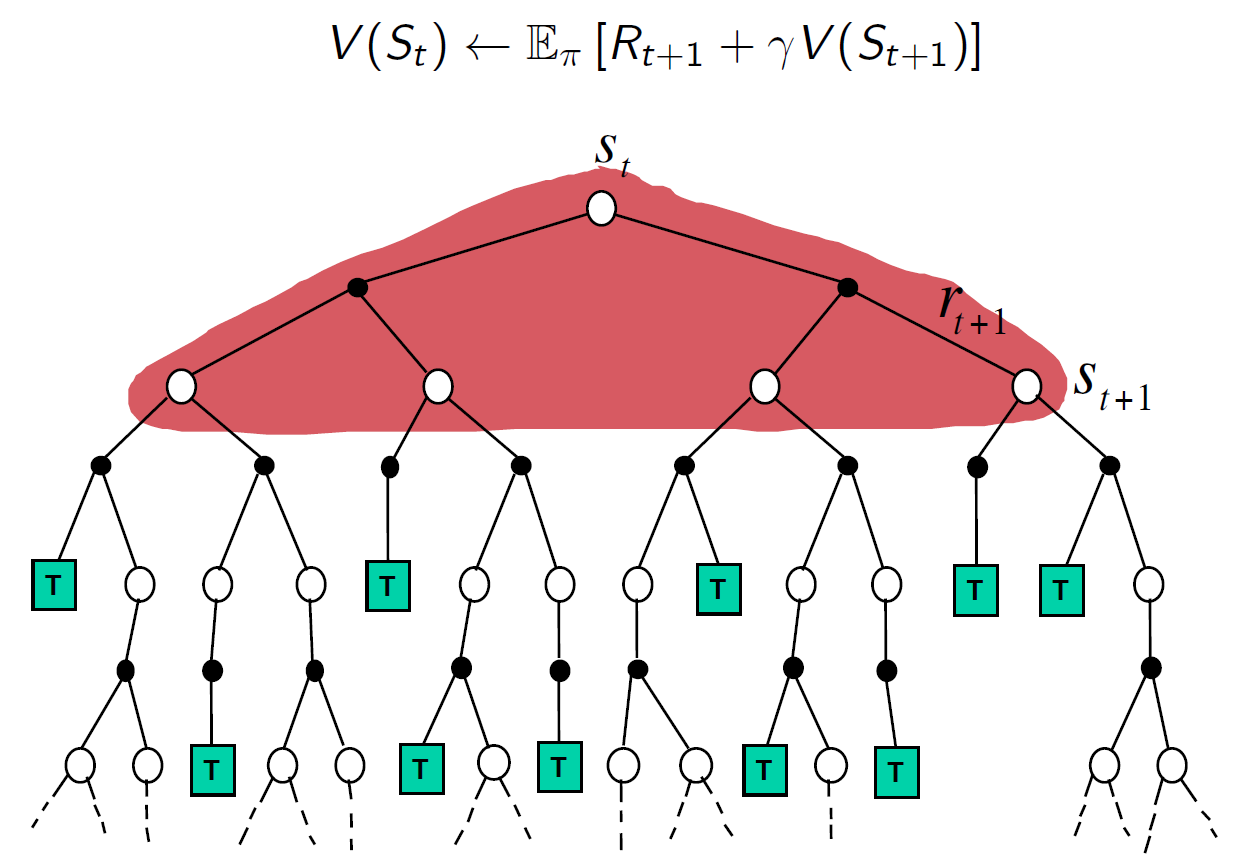 V(S_t) ← 𝔼_π [R_{t+1} + γV(S_{t+1})]
s_t
r_{t+1}
s_{t+1}
T
T
T
T
T
T
T
T
T
T